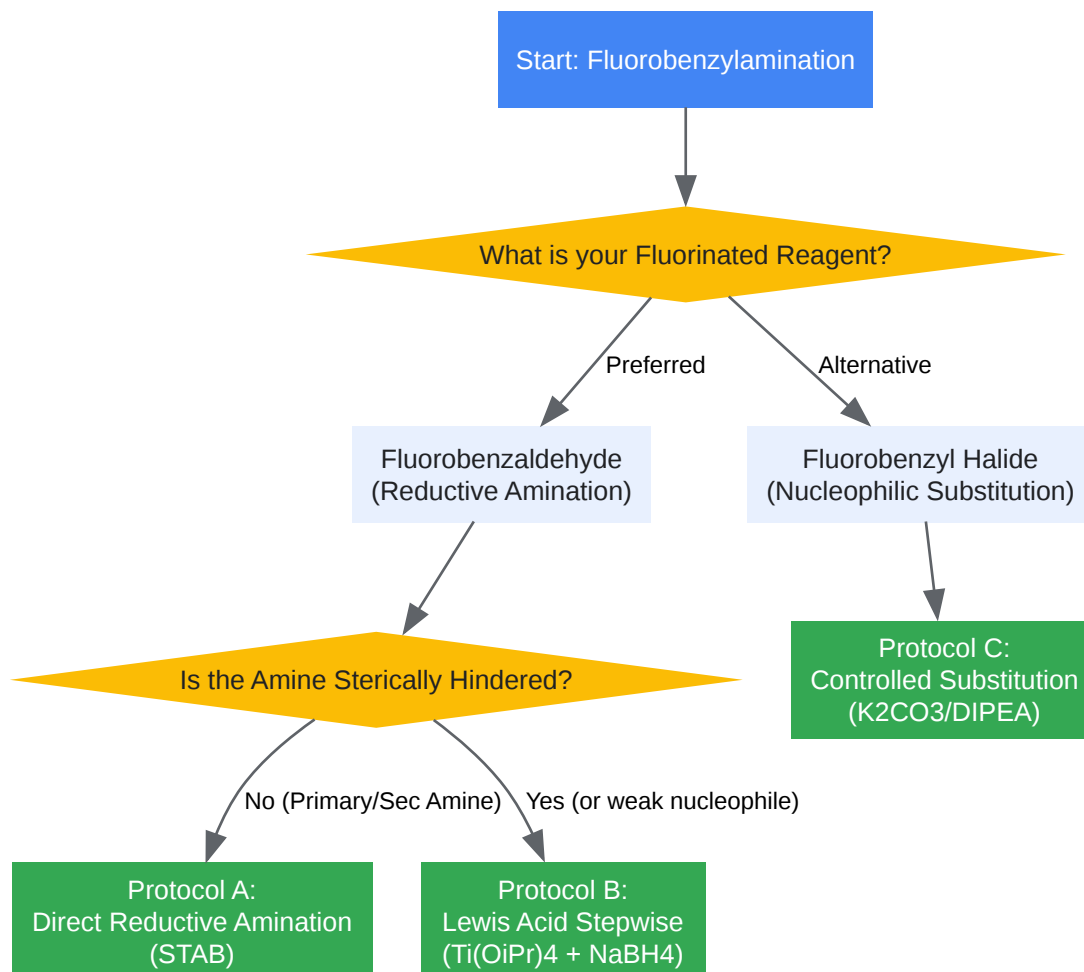 Start: Fluorobenzylamination
What is your Fluorinated Reagent?
Preferred
Alternative
Fluorobenzaldehyde
(Reductive Amination)
Fluorobenzyl Halide
(Nucleophilic Substitution)
Is the Amine Sterically Hindered?
Protocol C:
Controlled Substitution
(K2CO3/DIPEA)
No (Primary/Sec Amine)
Yes (or weak nucleophile)
Protocol A:
Direct Reductive Amination
(STAB)
Protocol B:
Lewis Acid Stepwise
(Ti(OiPr)4 + NaBH4)